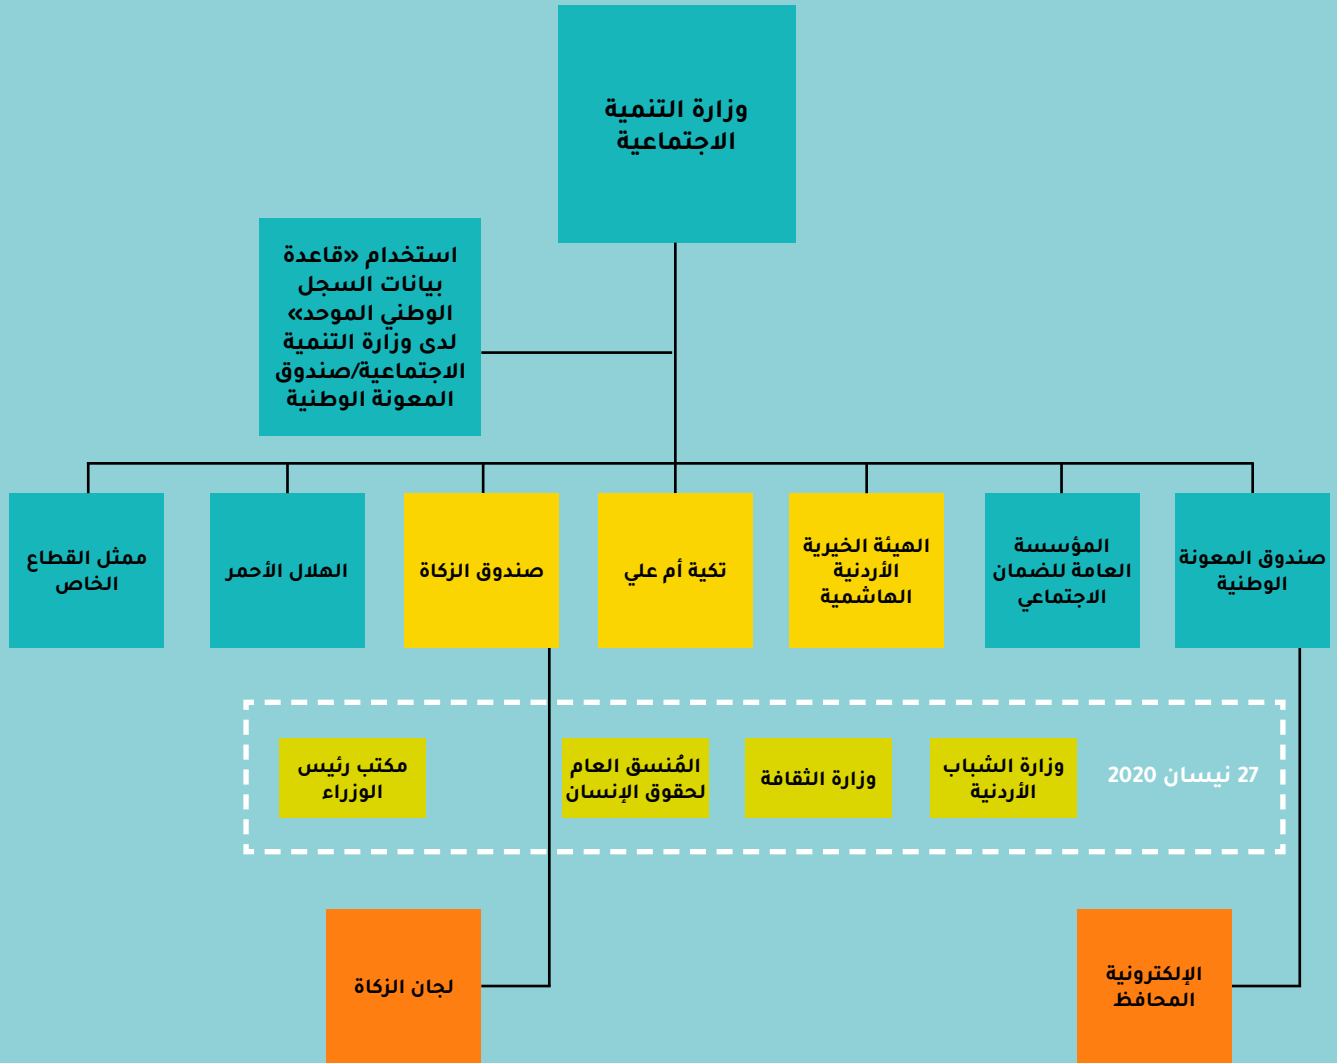 وزارة التنمية
الاجتماعية
استخدام «قاعدة
بيانات السجل
الوطني الموحد»
لدى وزارة التنمية
الاجتماعية/صندوق
المعونة الوطنية
صندوق المعونة
الوطنية
المؤسسة
العامة للضمان
الاجتماعي
الهيئة الخيرية
الأردنية
الهاشمية
تكية أم علي
صندوق الزكاة
الهلال الأحمر
ممثل القطاع
الخاص
27 نيسان 2020
وزارة الشباب
الأردنية
وزارة الثقافة
المُنسق العام
لحقوق الإنسان
مكتب رئيس
الوزراء
الإلكترونية
المحافظ
لجان الزكاة